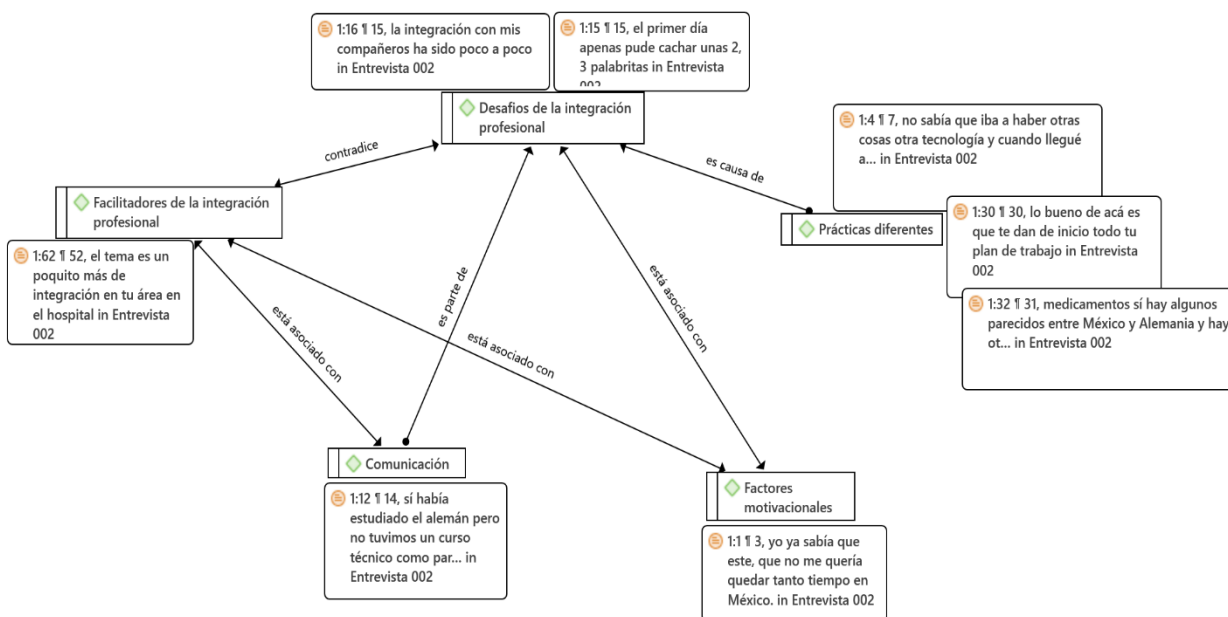 1:16 ¶ 15, la integración con mis
compañeros ha sido poco a poco
in Entrevista 002
1:15 ¶ 15, el primer día
apenas pude cachar unas 2,
3 palabritas in Entrevista
002
Desafios de la integración
profesional
1:4 ¶ 7, no sabía que iba a haber otras
cosas otra tecnología y cuando llegué
a... in Entrevista 002
contradice
es causa de
Facilitadores de la integración
profesional
1:62 ¶ 52, el tema es un
poquito más de
integración en tu área en
el hospital in Entrevista
002
Prácticas diferentes
1:30 ¶ 30, lo bueno de acá es
que te dan de inicio todo tu
plan de trabajo in Entrevista
002
1:32 ¶ 31, medicamentos sí hay algunos
parecidos entre México y Alemania y hay
ot... in Entrevista 002
es parte de
está asociado con
está asociado con
está asociado con
Comunicación
1:12 ¶ 14, sí había
estudiado el alemán pero
no tuvimos un curso
técnico como par... in
Entrevista 002
Factores
motivacionales
1:1 ¶ 3, yo ya sabía que
este, que no me quería
quedar tanto tiempo en
México. in Entrevista 002